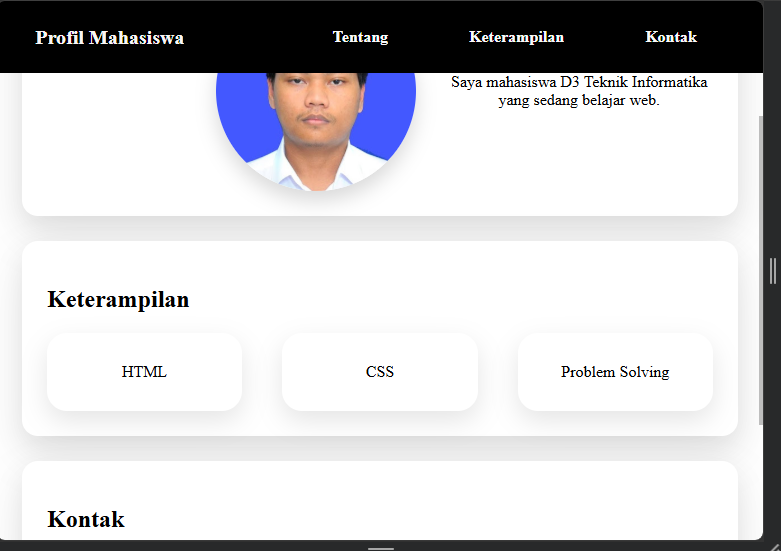 Profil Mahasiswa Tentang Keterampilan Kontak
Saya mahasiswa D3 Teknik Informatika
yang sedang belajar web.
Keterampilan
HTML CSS Problem Solving
Kontak